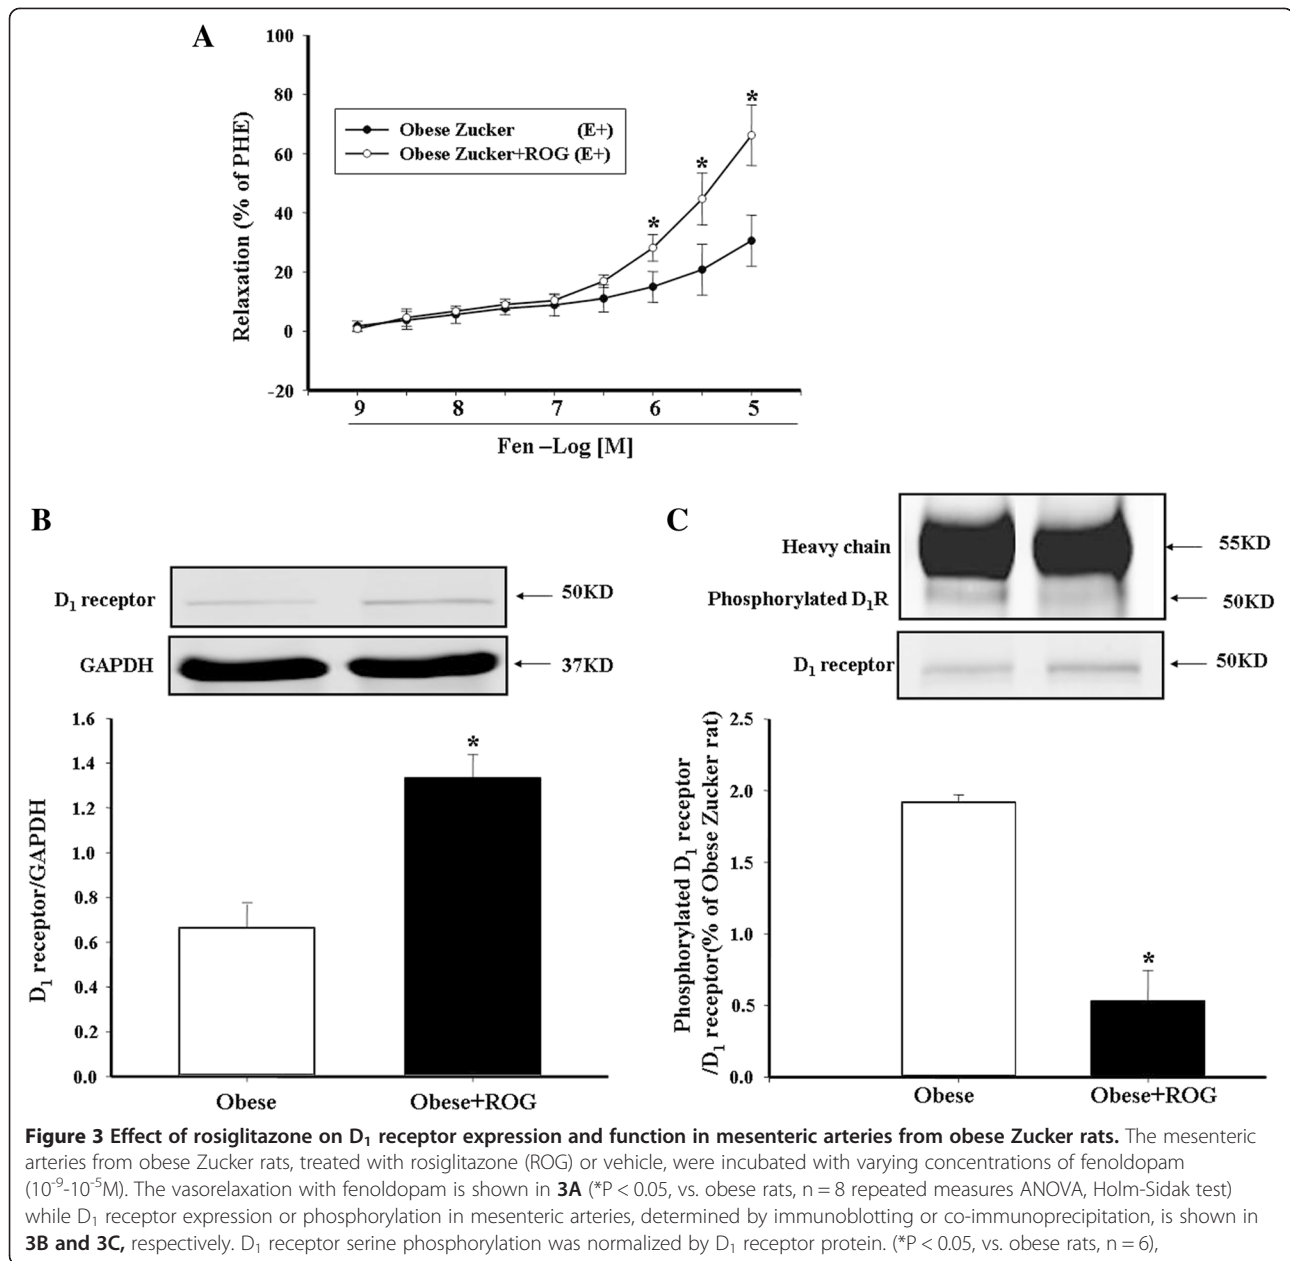 A
100
80
60
40
20
0
-20
Relaxation (% of PHE)
Obese Zucker (E+)
Obese Zucker+ROG (E+)
*
*
*
9 8 7 6 5
Fen –Log [M]
B
D₁ receptor
50KD
GAPDH
37KD
1.6
1.4
1.2
1.0
0.8
0.6
0.4
0.2
0.0
D₁ receptor/GAPDH
*
Obese Obese+ROG
C
Heavy chain
55KD
Phosphorylated D₁R
50KD
D₁ receptor
50KD
2.5
2.0
1.5
1.0
0.5
0.0
Phosphorylated D₁ receptor
/D₁ receptor(% of Obese Zucker rat)
*
Obese Obese+ROG
Figure 3 Effect of rosiglitazone on D₁ receptor expression and function in mesenteric arteries from obese Zucker rats. The mesenteric
arteries from obese Zucker rats, treated with rosiglitazone (ROG) or vehicle, were incubated with varying concentrations of fenoldopam
(10⁻⁹-10⁻⁵M). The vasorelaxation with fenoldopam is shown in 3A (*P < 0.05, vs. obese rats, n = 8 repeated measures ANOVA, Holm-Sidak test)
while D₁ receptor expression or phosphorylation in mesenteric arteries, determined by immunoblotting or co-immunoprecipitation, is shown in
3B and 3C, respectively. D₁ receptor serine phosphorylation was normalized by D₁ receptor protein. (*P < 0.05, vs. obese rats, n = 6),